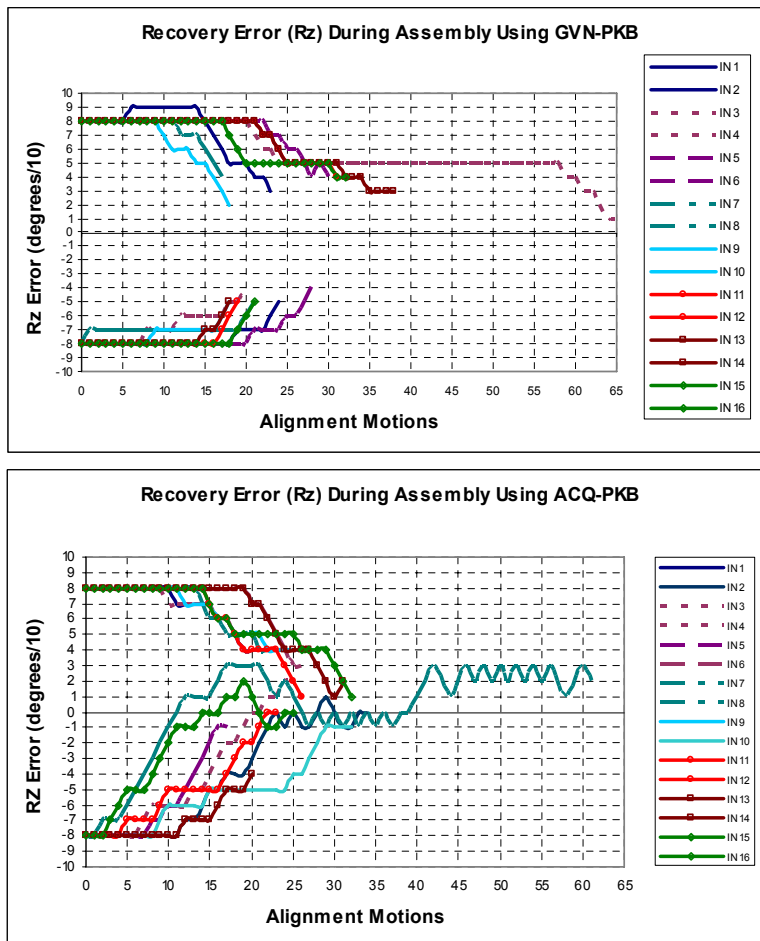 Recovery Error (Rz) During Assembly Using GVN-PKB
10
9
8
7
6
5
4
3
2
1
0
-1
-2
-3
-4
-5
-6
-7
-8
-9
-10
Rz Error (degrees/10)
0 5 10 15 20 25 30 35 40 45 50 55 60 65
Alignment Motions
IN 1
IN 2
IN 3
IN 4
IN 5
IN 6
IN 7
IN 8
IN 9
IN 10
IN 11
IN 12
IN 13
IN 14
IN 15
IN 16
Recovery Error (Rz) During Assembly Using ACQ-PKB
10
9
8
7
6
5
4
3
2
1
0
-1
-2
-3
-4
-5
-6
-7
-8
-9
-10
RZ Error (degrees/10)
0 5 10 15 20 25 30 35 40 45 50 55 60 65
Alignment Motions
IN 1
IN 2
IN 3
IN 4
IN 5
IN 6
IN 7
IN 8
IN 9
IN 10
IN 11
IN 12
IN 13
IN 14
IN 15
IN 16